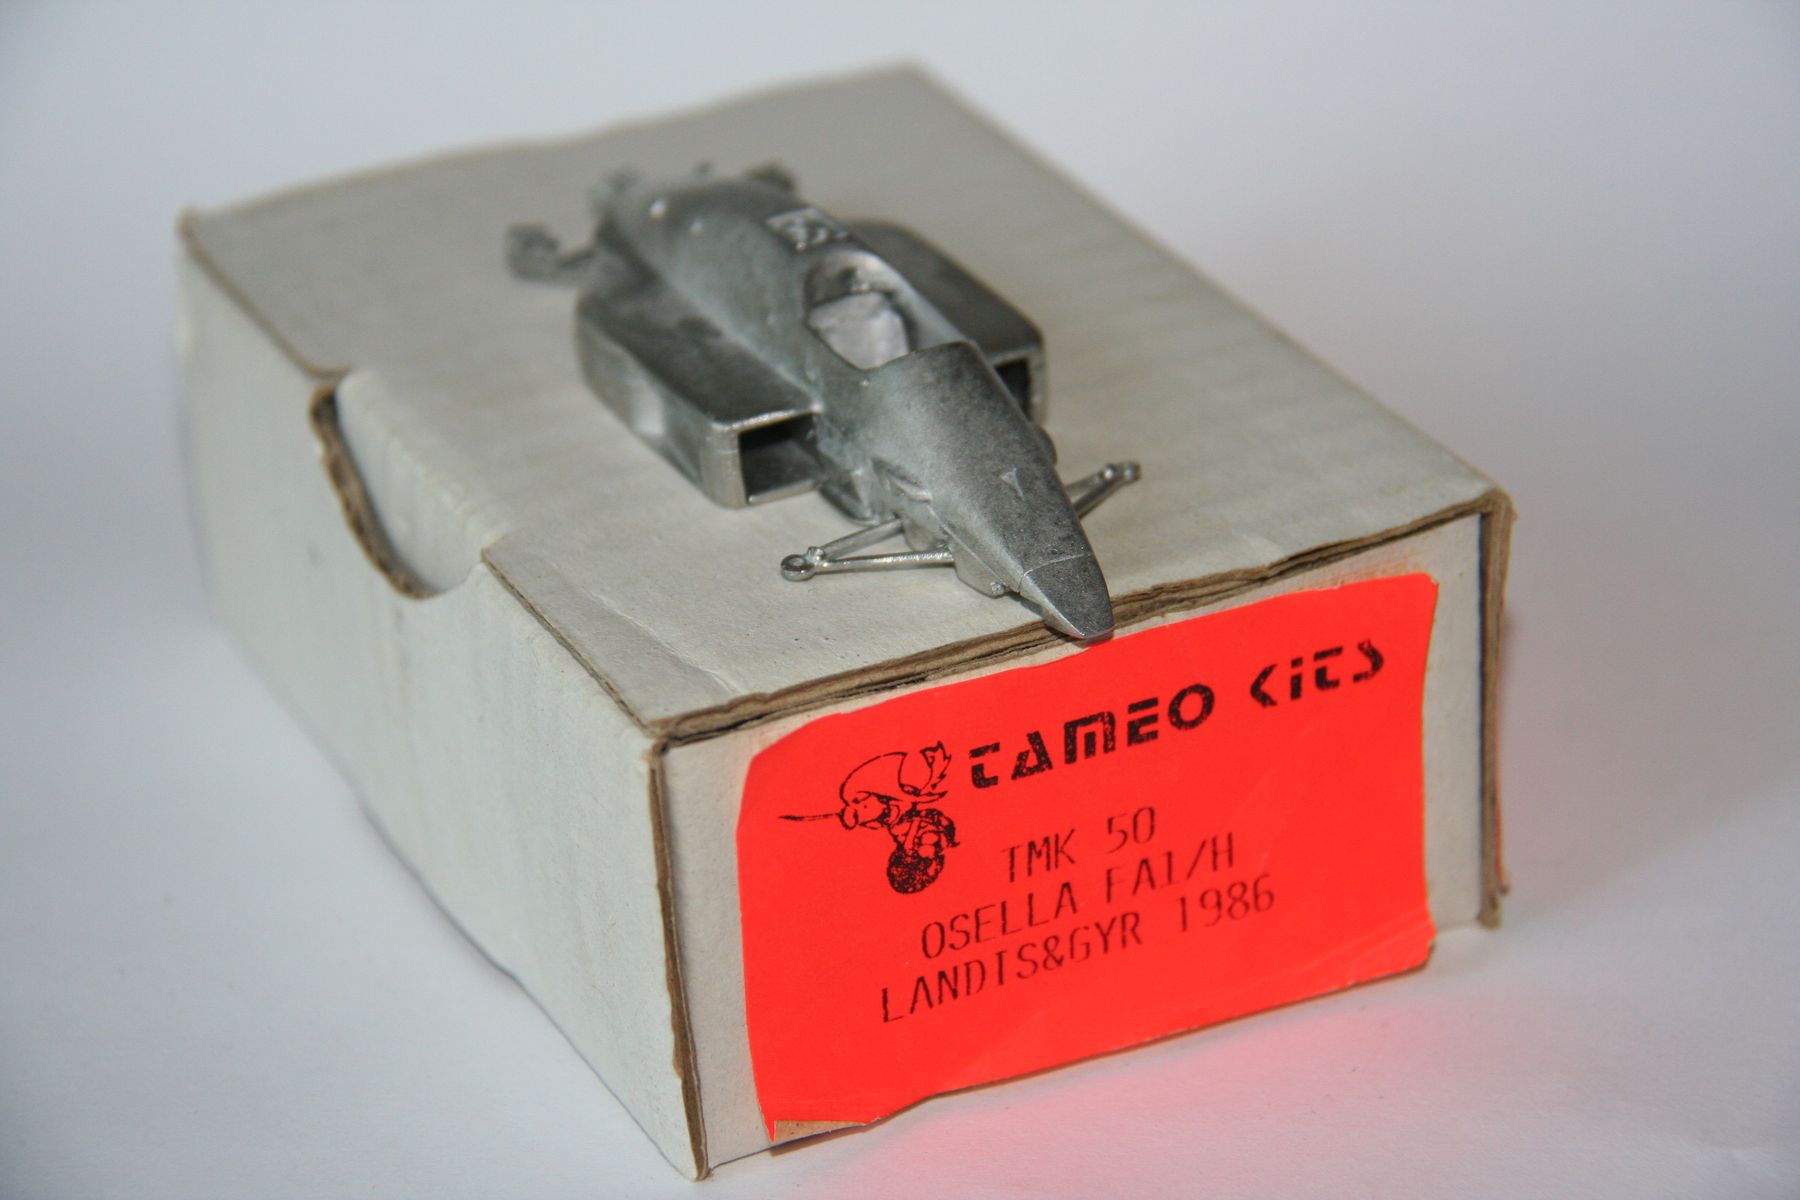 TAMEO KITS
TMK 50
OSELLA FA1/H
LANDIS&GYR 1986